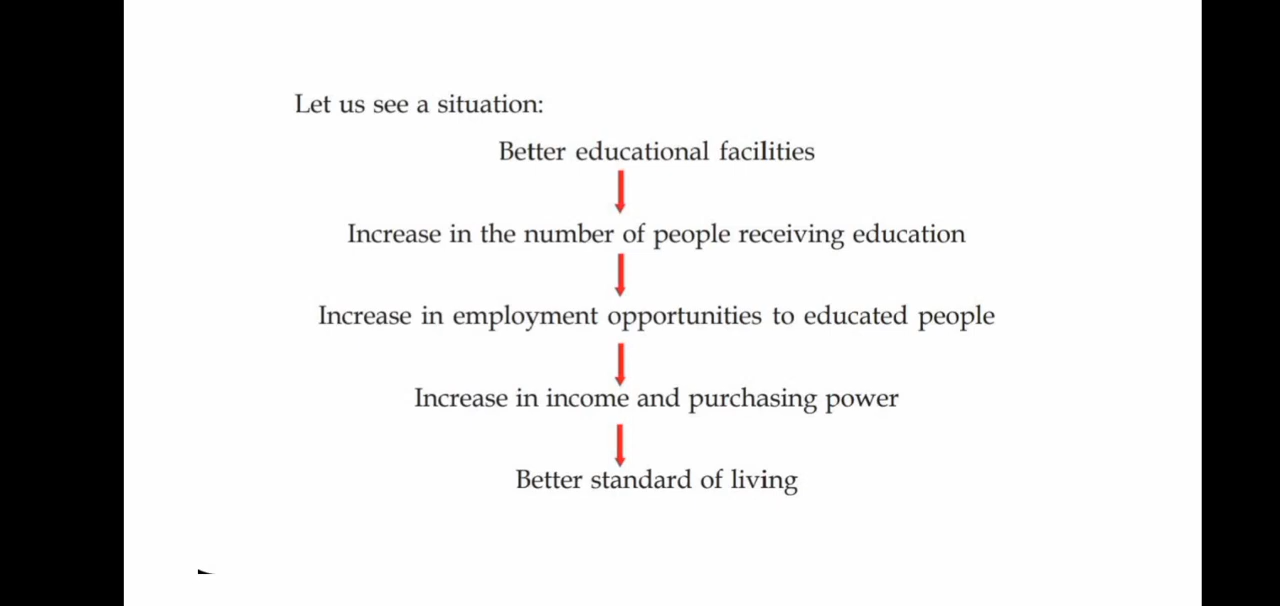 Let us see a situation:
Better educational facilities
Increase in the number of people receiving education
Increase in employment opportunities to educated people
Increase in income and purchasing power
Better standard of living